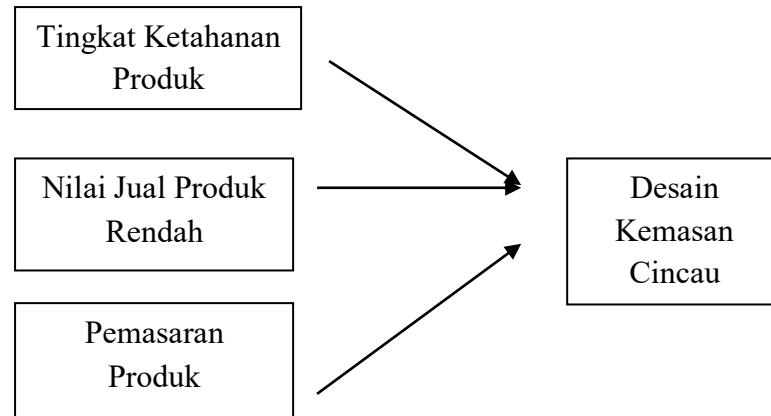 Tingkat Ketahanan
Produk
Nilai Jual Produk
Rendah
Pemasaran
Produk
Desain
Kemasan
Cincau